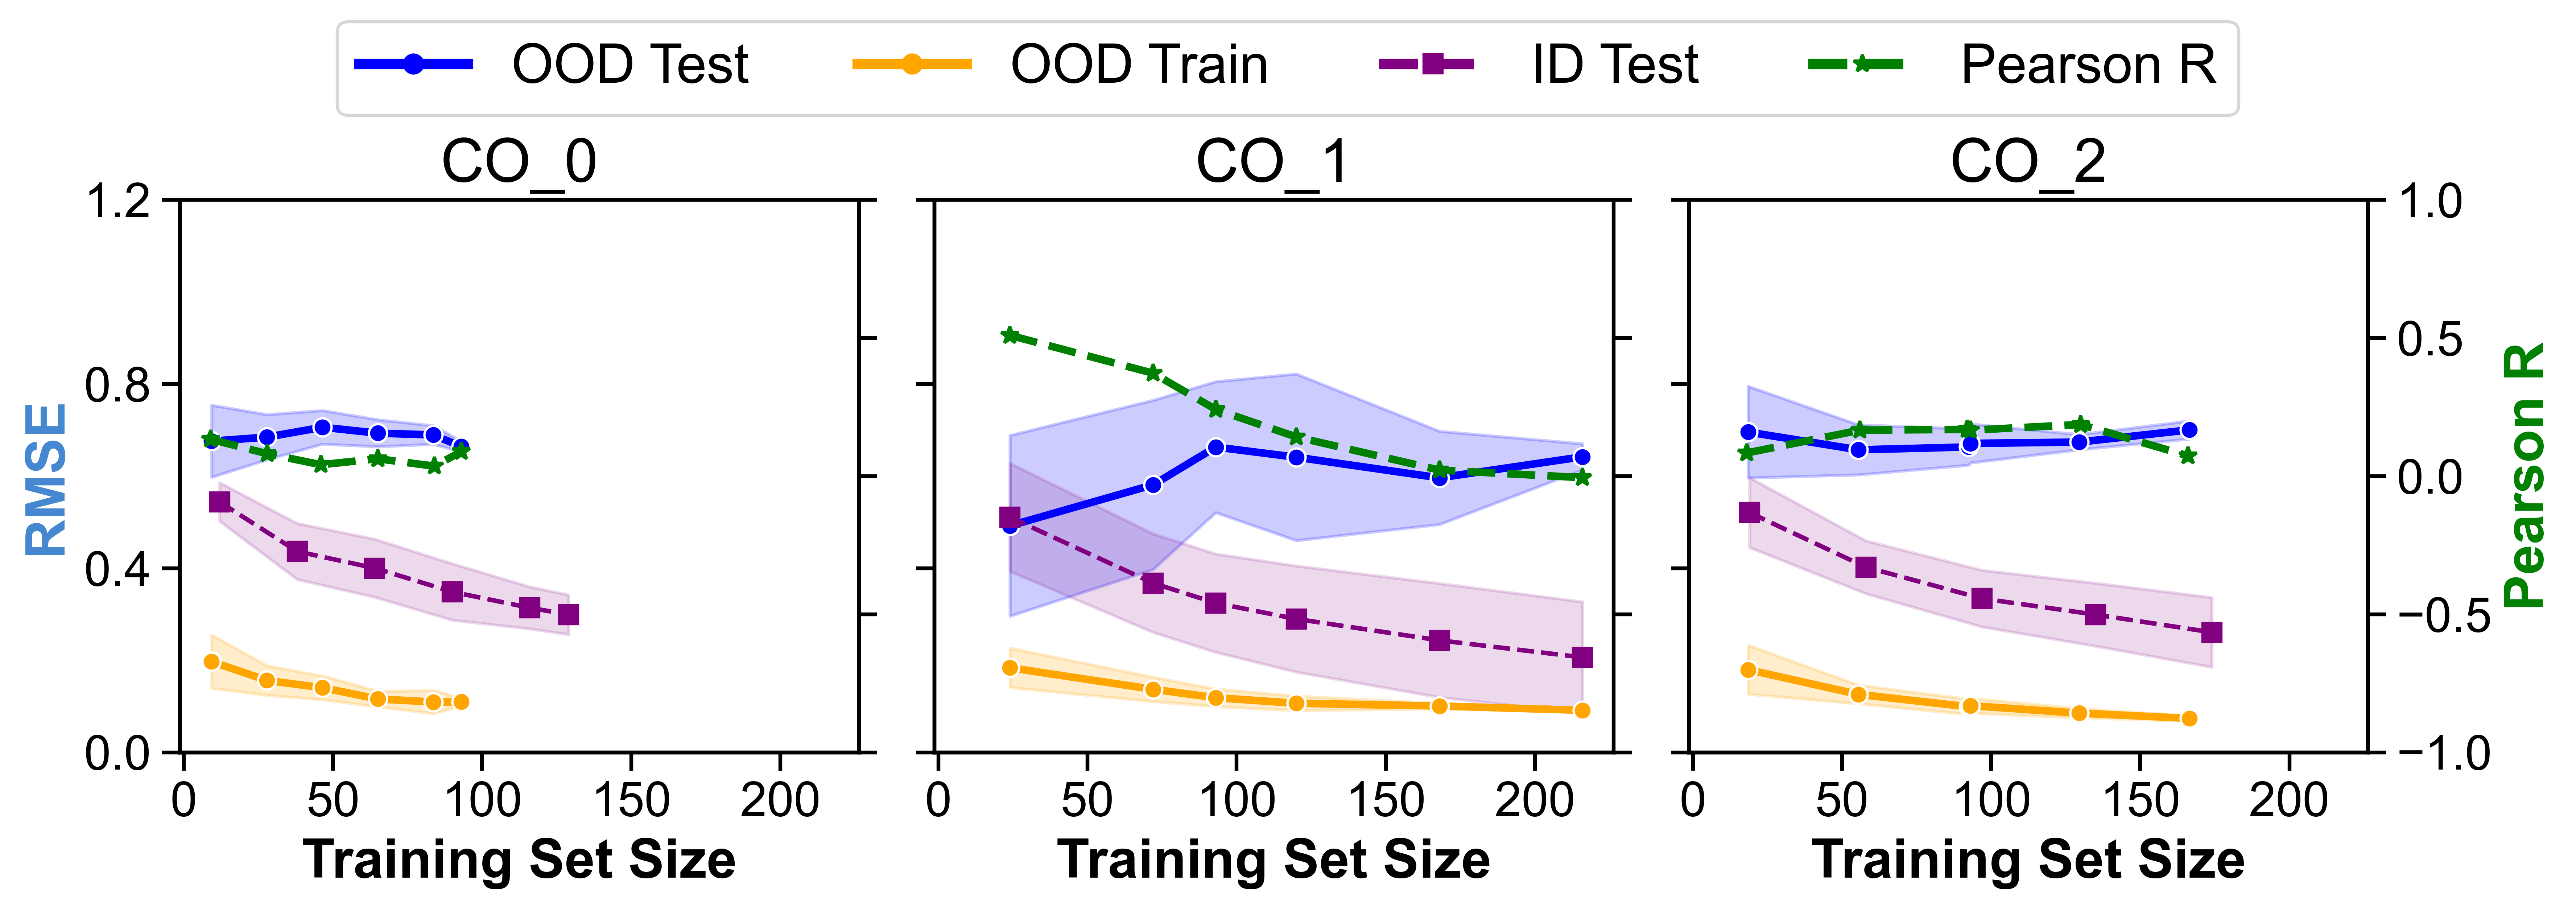 OOD Test OOD Train ID Test Pearson R
CO_0 CO_1 CO_2
1.2 1.0
0.5
0.8
0.0
0.4
−0.5
0.0 −1.0
RMSE
Pearson R
0 50 100 150 200 0 50 100 150 200 0 50 100 150 200
Training Set Size Training Set Size Training Set Size